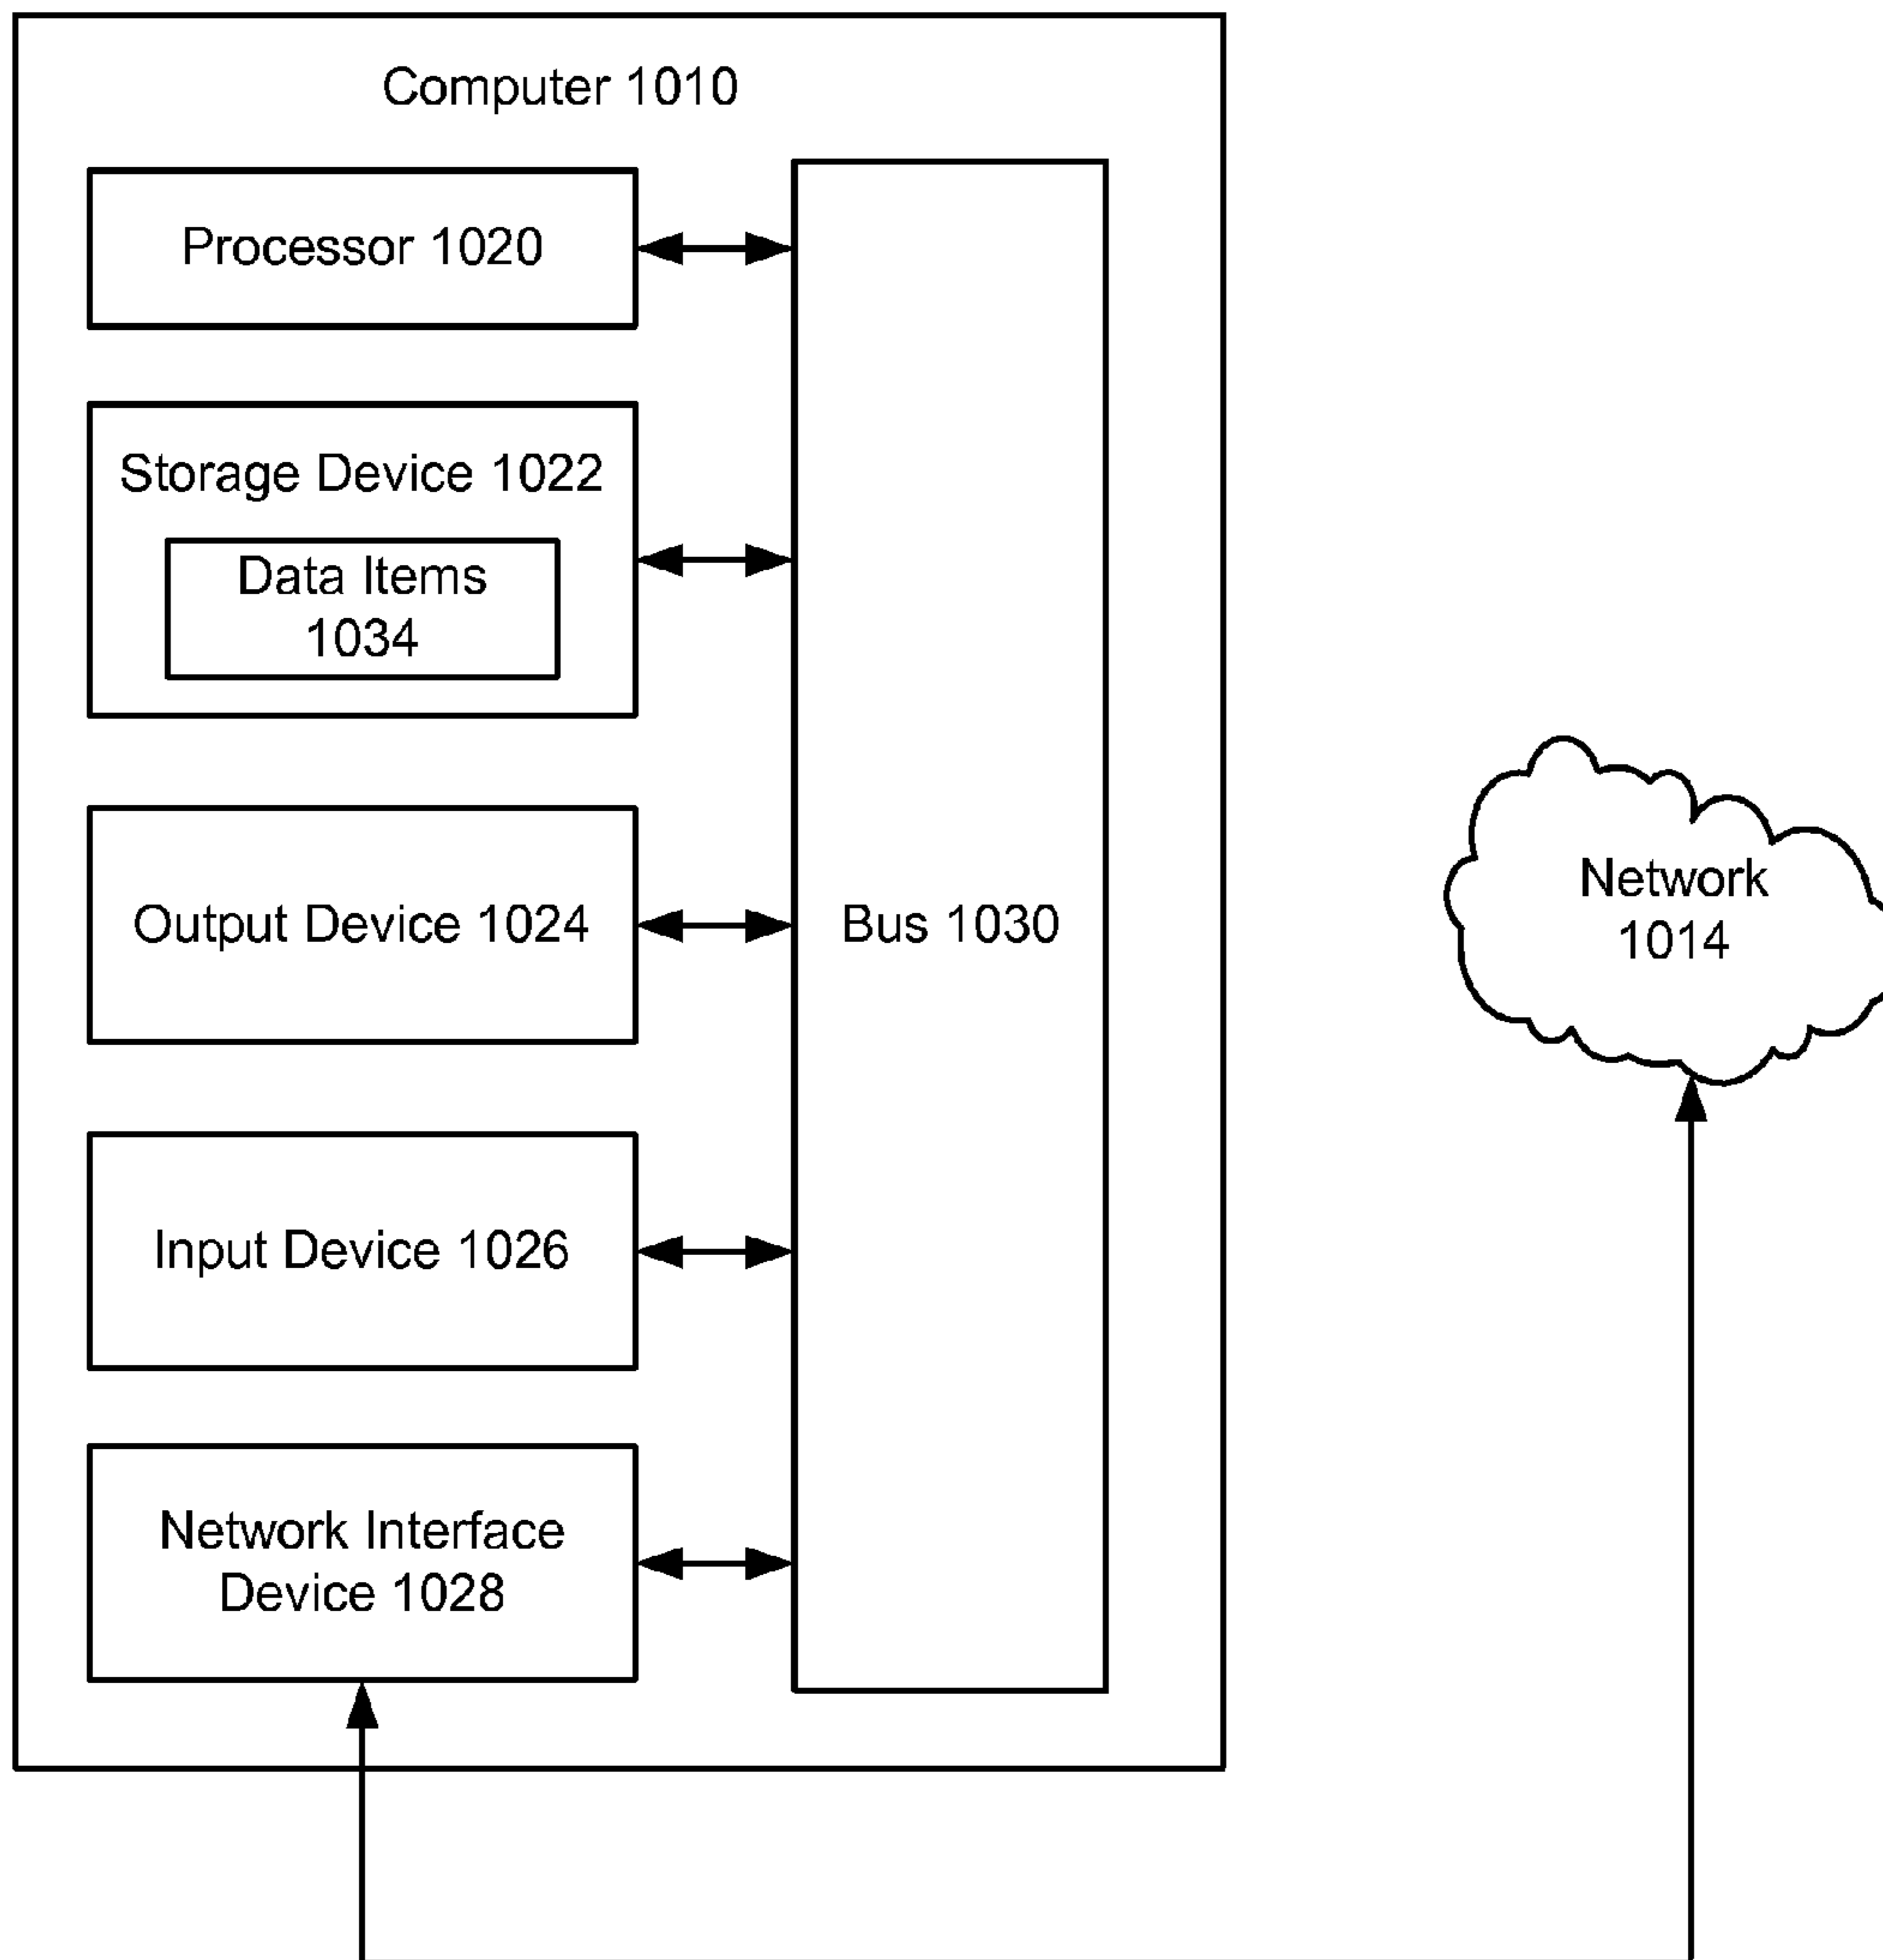 Computer 1010
Processor 1020
Storage Device 1022
Data Items
1034
Output Device 1024
Input Device 1026
Network Interface
Device 1028
Bus 1030
Network
1014